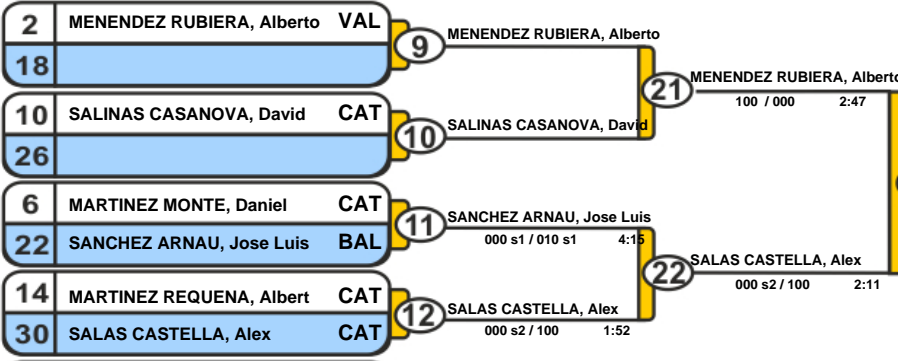 2 MENENDEZ RUBIERA, Alberto VAL
18
9 MENENDEZ RUBIERA, Alberto
10 SALINAS CASANOVA, David CAT
26
10 SALINAS CASANOVA, David
21 MENENDEZ RUBIERA, Alberto
100 / 000 2:47
6 MARTINEZ MONTE, Daniel CAT
22 SANCHEZ ARNAU, Jose Luis BAL
11 SANCHEZ ARNAU, Jose Luis
000 s1 / 010 s1 4:15
14 MARTINEZ REQUENA, Albert CAT
30 SALAS CASTELLA, Alex CAT
12 SALAS CASTELLA, Alex
000 s2 / 100 1:52
22 SALAS CASTELLA, Alex
000 s2 / 100 2:11